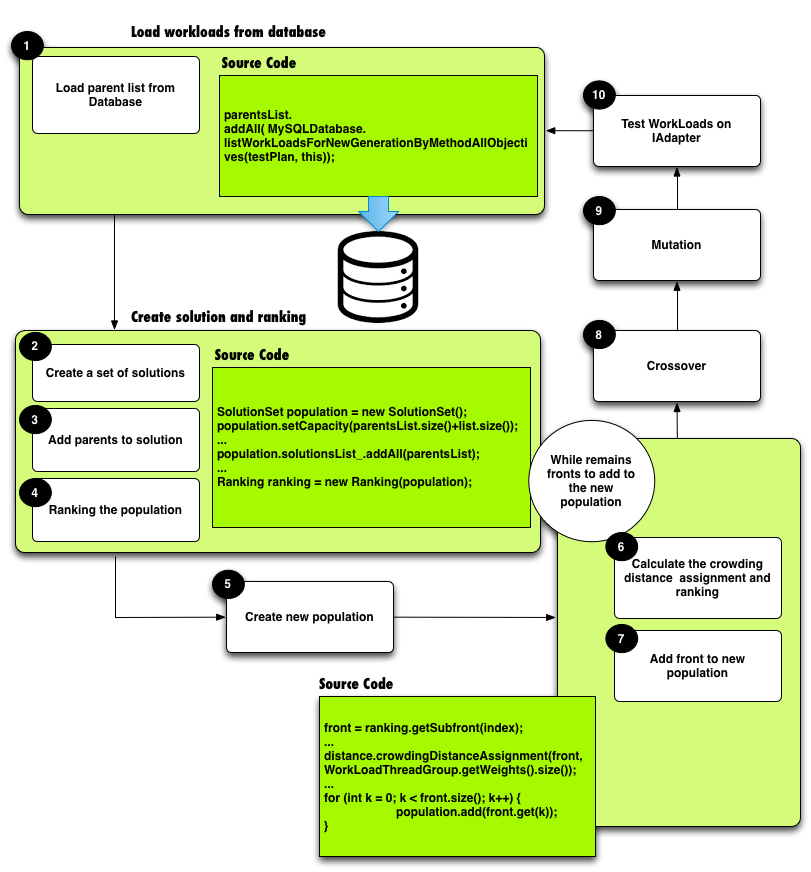 Load workloads from database
1
Load parent list from
Database
Source Code
parentsList.
addAll( MySQLDatabase.
listWorkLoadsForNewGenerationByMethodAllObjecti
ves(testPlan, this));
Create solution and ranking
2
Create a set of solutions
3
Add parents to solution
4
Ranking the population
Source Code
SolutionSet population = new SolutionSet();
population.setCapacity(parentsList.size()+list.size());
...
population.solutionsList_.addAll(parentsList);
...
Ranking ranking = new Ranking(population);
5
Create new population
While remains
fronts to add to
the new
population
6
Calculate the crowding
distance assignment and
ranking
7
Add front to new
population
Source Code
front = ranking.getSubfront(index);
...
distance.crowdingDistanceAssignment(front,
WorkLoadThreadGroup.getWeights().size());
...
for (int k = 0; k < front.size(); k++) {
population.add(front.get(k));
}
8
Crossover
9
Mutation
10
Test WorkLoads on
IAdapter